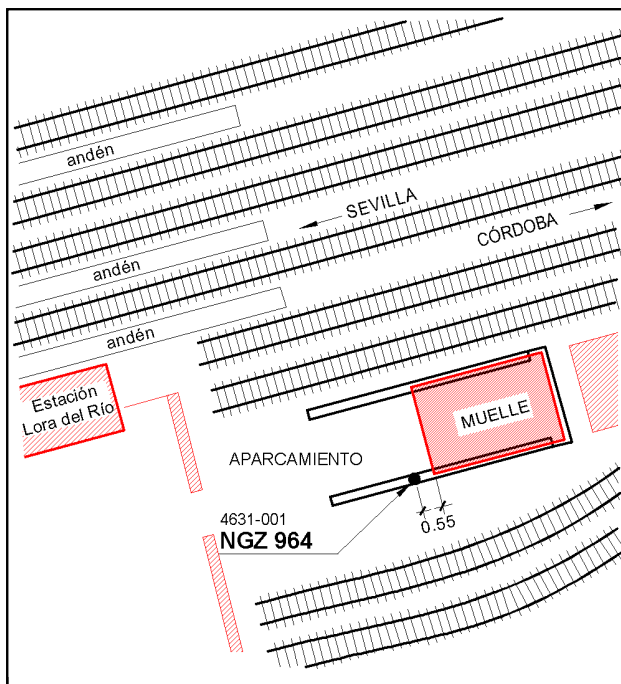 andén
SEVILLA
CÓRDOBA
andén
andén
Estación
Lora del Río
MUELLE
APARCAMIENTO
4631-001
NGZ 964
0.55